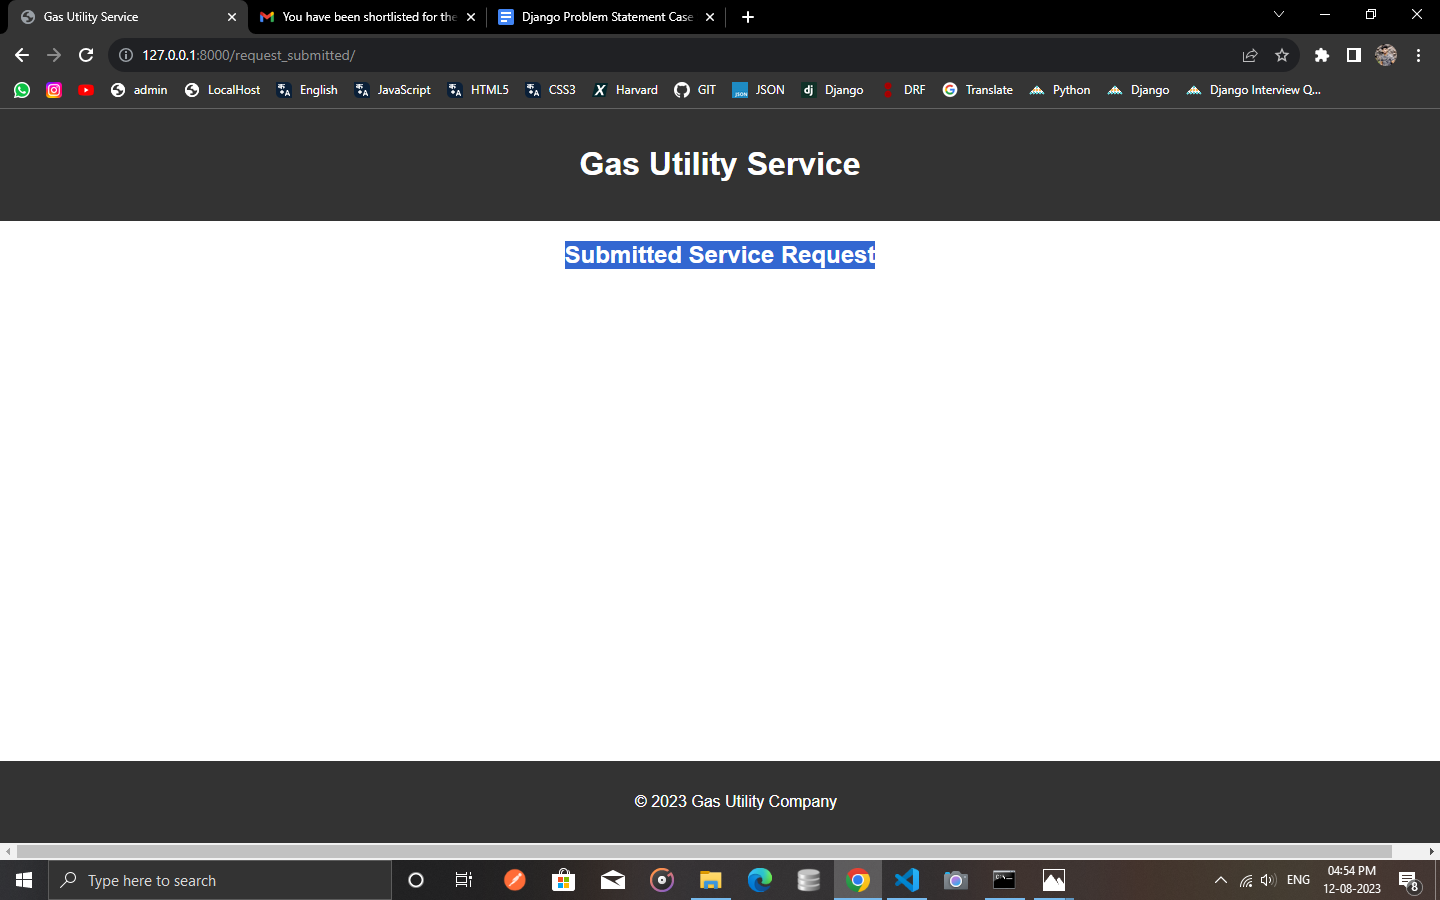 Gas Utility Service
You have been shortlisted for the
Django Problem Statement Case
127.0.0.1:8000/request_submitted/
admin
LocalHost
English
JavaScript
HTML5
CSS3
Harvard
GIT
JSON
Django
DRF
Translate
Python
Django
Django Interview Q...
Gas Utility Service
Submitted Service Request
© 2023 Gas Utility Company
Type here to search
ENG
04:54 PM
12-08-2023
8